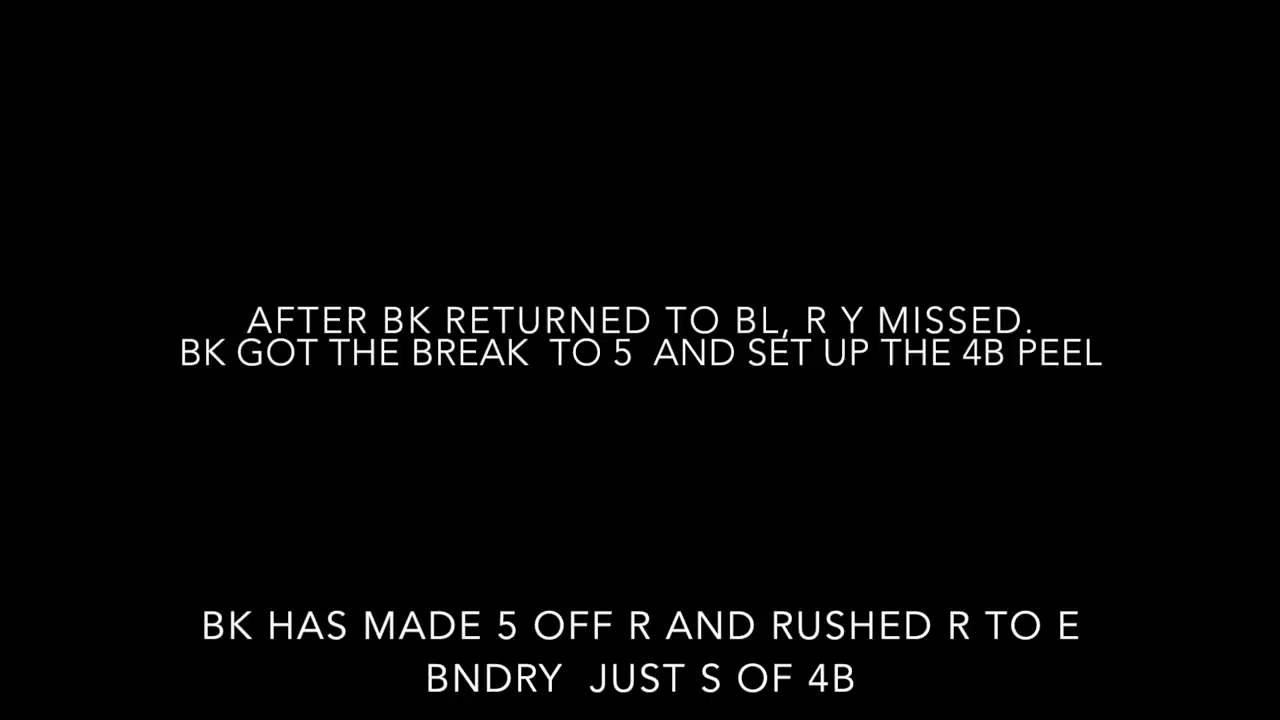 AFTER BK RETURNED TO BL, R Y MISSED.
BK GOT THE BREAK  TO 5  AND SET UP THE 4B PEEL
BK HAS MADE 5 OFF R AND RUSHED R TO E
BNDRY  JUST S OF 4B